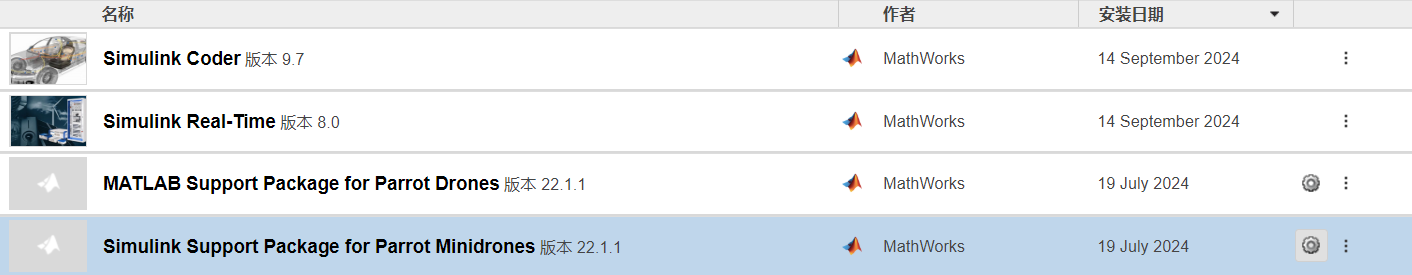 名称 作者 安装日期
Simulink Coder 版本 9.7 MathWorks 14 September 2024
Simulink Real-Time 版本 8.0 MathWorks 14 September 2024
MATLAB Support Package for Parrot Drones 版本 22.1.1 MathWorks 19 July 2024
Simulink Support Package for Parrot Minidrones 版本 22.1.1 MathWorks 19 July 2024